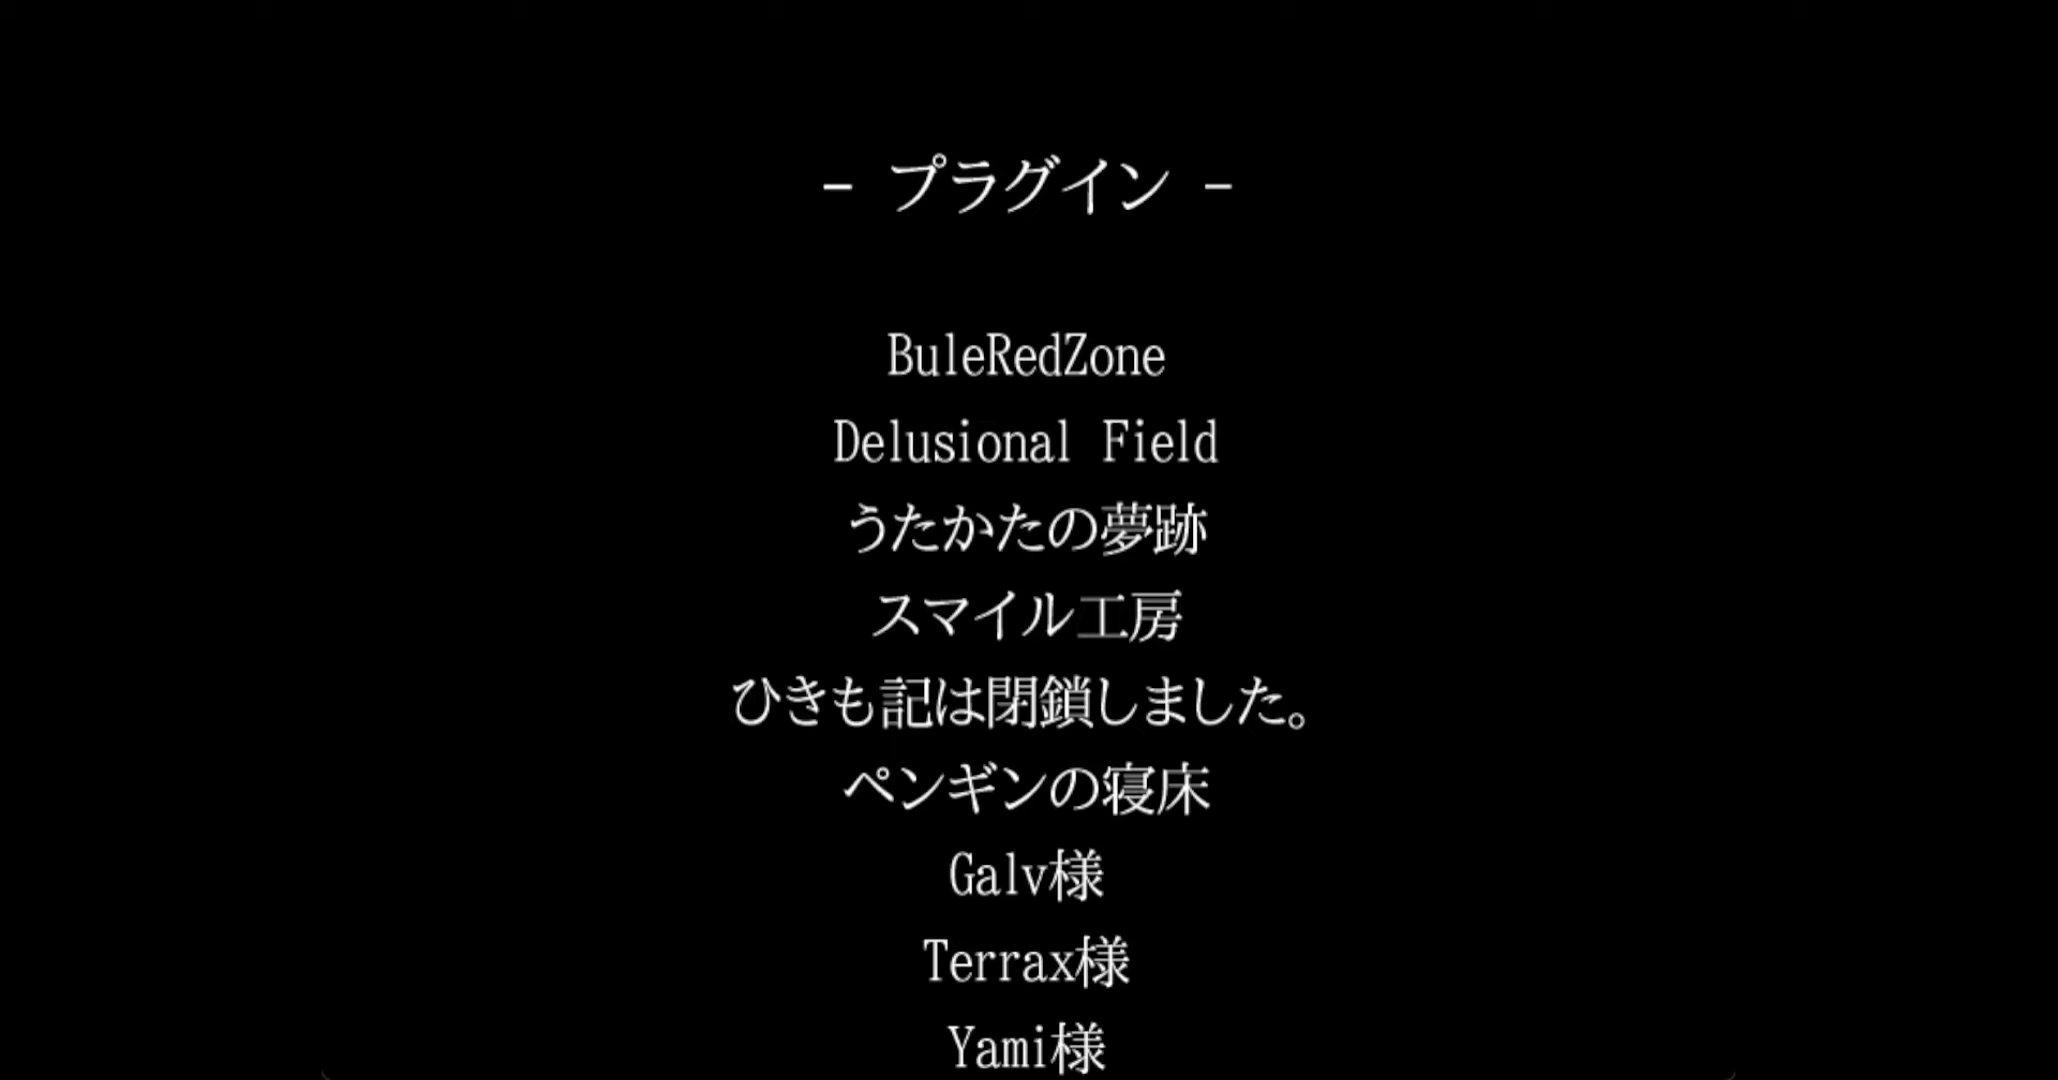 - プラグイン -
BuleRedZone
Delusional Field
うたかたの夢跡
スマイル工房
ひきも記は閉鎖しました。
ペンギンの寝床
Galv様
Terrax様
Yami様